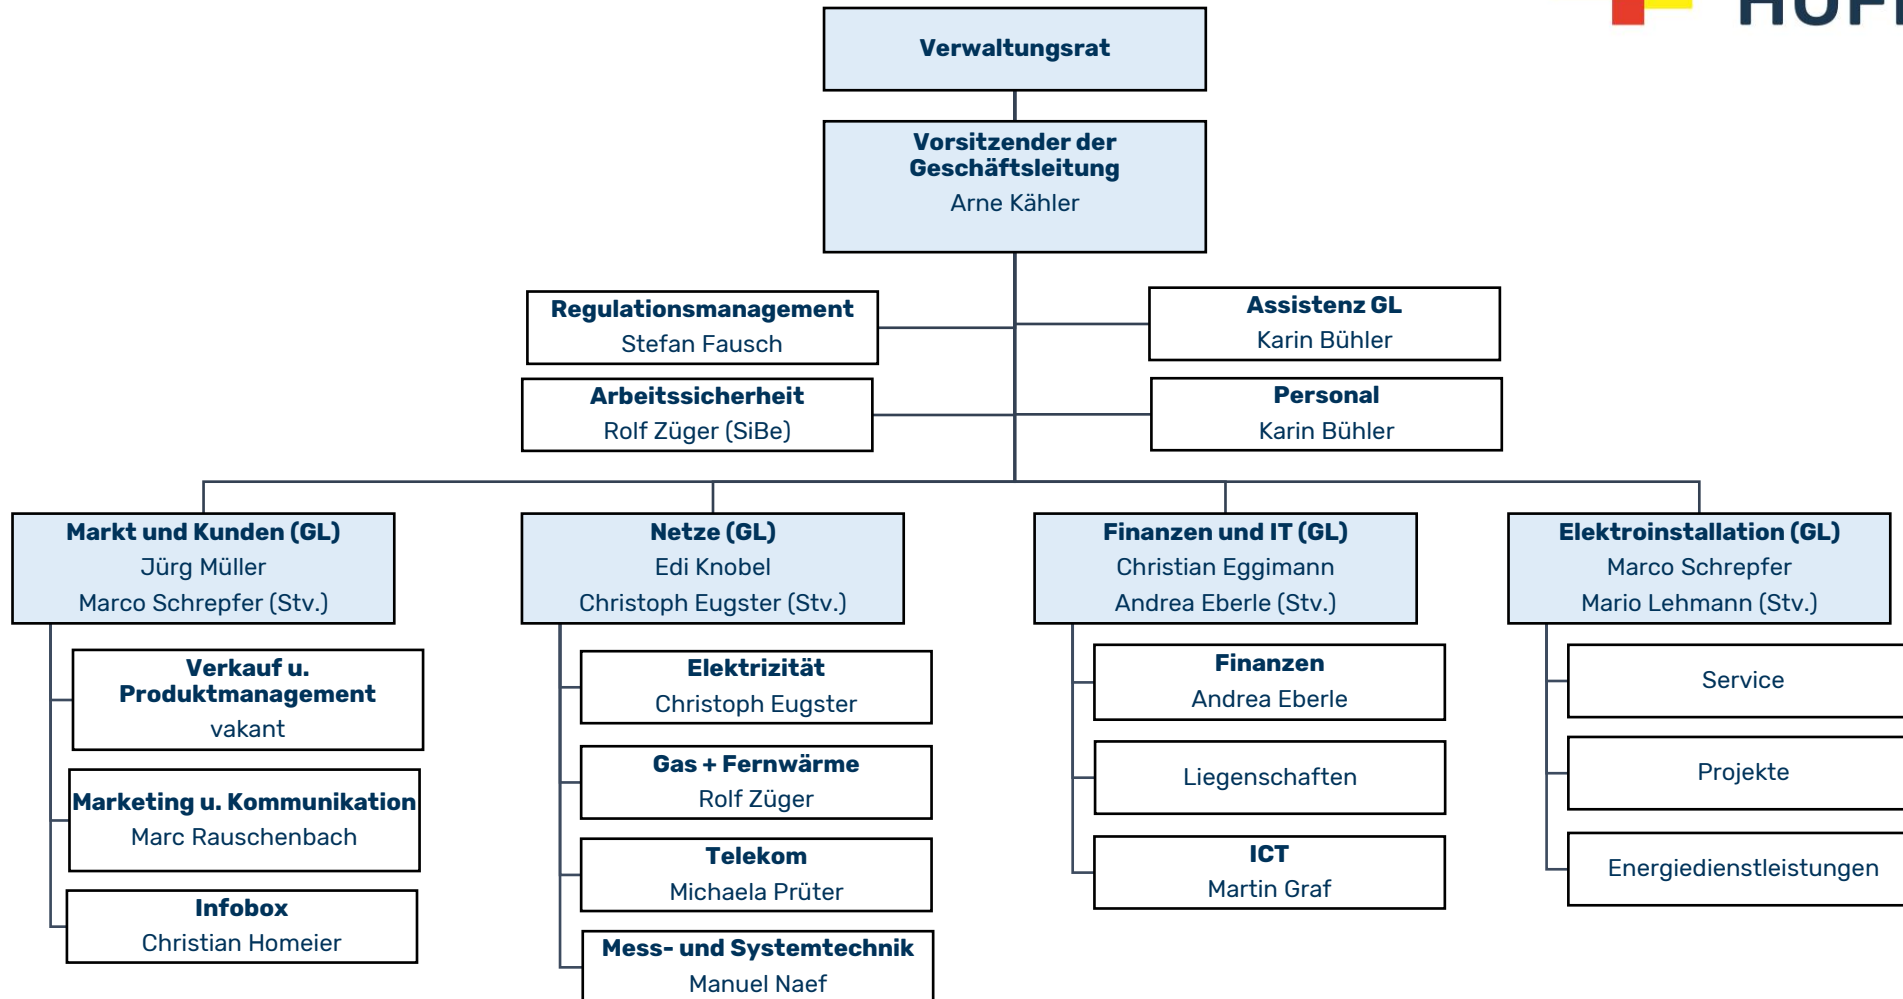 Verwaltungsrat
Vorsitzender der
Geschäftsleitung
Arne Kähler
Regulationsmanagement
Stefan Fausch
Assistenz GL
Karin Bühler
Arbeitssicherheit
Rolf Züger (SiBe)
Personal
Karin Bühler
Markt und Kunden (GL)
Jürg Müller
Marco Schrepfer (Stv.)
Verkauf u.
Produktmanagement
vakant
Marketing u. Kommunikation
Marc Rauschenbach
Infobox
Christian Homeier
Netze (GL)
Edi Knobel
Christoph Eugster (Stv.)
Elektrizität
Christoph Eugster
Gas + Fernwärme
Rolf Züger
Telekom
Michaela Prüter
Mess- und Systemtechnik
Manuel Naef
Finanzen und IT (GL)
Christian Eggimann
Andrea Eberle (Stv.)
Finanzen
Andrea Eberle
Liegenschaften
ICT
Martin Graf
Elektroinstallation (GL)
Marco Schrepfer
Mario Lehmann (Stv.)
Service
Projekte
Energiedienstleistungen